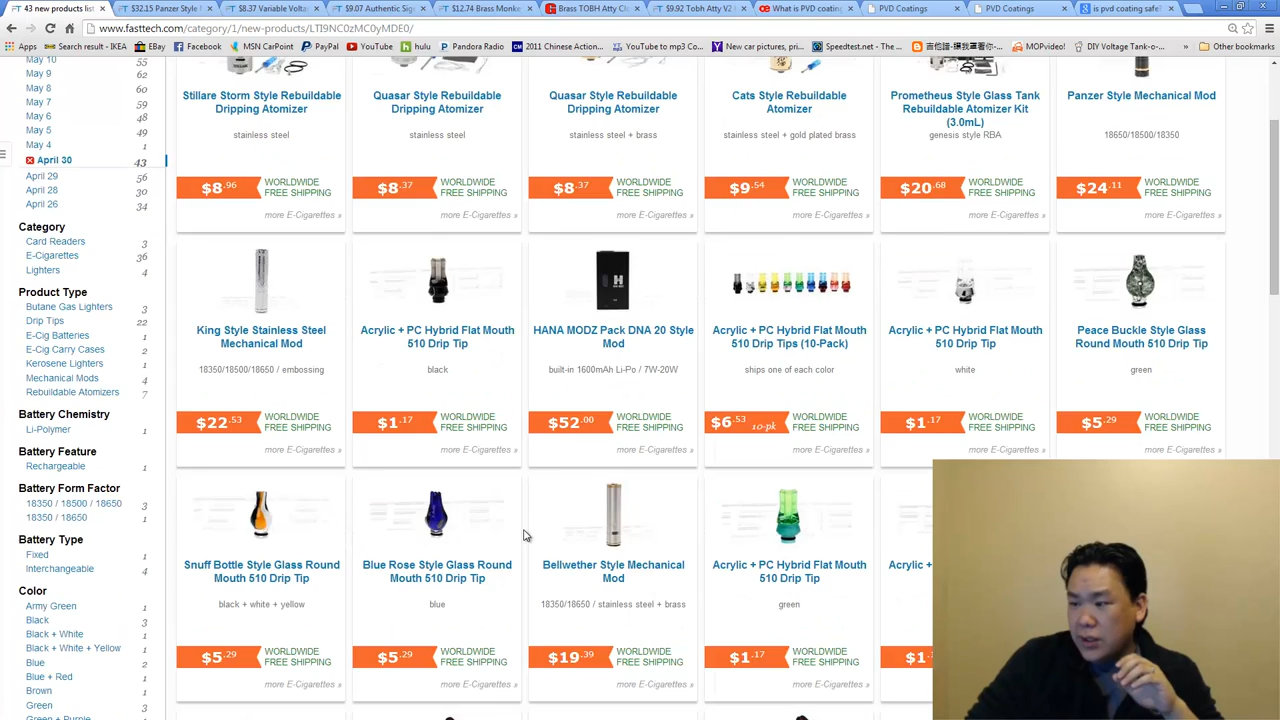 43 new products list
$32.15 Panzer Style M
$8.37 Variable Volta
$9.07 Authentic Sig
$12.74 Brass Monke
Brass TOBH Atty Cl
$9.92 Tobh Atty V2
What is PVD coating
PVD Coatings
PVD Coatings
is pvd coating safe?
www.fasttech.com/category/1/new-products/LTI9NC0zMC0yMDE0/
Apps
Search result - IKEA
EBay
Facebook
MSN CarPoint
PayPal
YouTube
hulu
Pandora Radio
2011 Chinese Action...
YouTube to mp3 Co...
New car pictures, pri...
Speedtest.net - The ...
MOPvideo!
DIY Voltage Tank-o-...
Other bookmarks
May 10 55
May 9 62
May 8 60
May 7 59
May 6 48
May 5 49
May 4 1
April 30 43
April 29 56
April 28 30
April 26 34
Category
Card Readers 3
E-Cigarettes 36
Lighters 4
Product Type
Butane Gas Lighters 3
Drip Tips 22
E-Cig Batteries 1
E-Cig Carry Cases 2
Kerosene Lighters 1
Mechanical Mods 4
Rebuildable Atomizers 7
Battery Chemistry
Li-Polymer 1
Battery Feature
Rechargeable 1
Battery Form Factor
18350 / 18500 / 18650 3
18350 / 18650 1
Battery Type
Fixed 1
Interchangeable 4
Color
Army Green 1
Black 3
Black + White 1
Black + White + Yellow 1
Blue 2
Blue + Red 1
Brown 1
Green 3
Green + Purple 1
Stillare Storm Style Rebuildable
Dripping Atomizer
stainless steel
$8.96 WORLDWIDE
FREE SHIPPING
more E-Cigarettes »
Quasar Style Rebuildable
Dripping Atomizer
stainless steel
$8.37 WORLDWIDE
FREE SHIPPING
more E-Cigarettes »
Quasar Style Rebuildable
Dripping Atomizer
stainless steel + brass
$8.37 WORLDWIDE
FREE SHIPPING
more E-Cigarettes »
Cats Style Rebuildable
Atomizer
stainless steel + gold plated brass
$9.54 WORLDWIDE
FREE SHIPPING
more E-Cigarettes »
Prometheus Style Glass Tank
Rebuildable Atomizer Kit
(3.0mL)
genesis style RBA
$20.68 WORLDWIDE
FREE SHIPPING
more E-Cigarettes »
Panzer Style Mechanical Mod
18650/18500/18350
$24.11 WORLDWIDE
FREE SHIPPING
more E-Cigarettes »
King Style Stainless Steel
Mechanical Mod
18350/18500/18650 / embossing
$22.53 WORLDWIDE
FREE SHIPPING
more E-Cigarettes »
Acrylic + PC Hybrid Flat Mouth
510 Drip Tip
black
$1.17 WORLDWIDE
FREE SHIPPING
more E-Cigarettes »
H
HANA MODZ Pack DNA 20 Style
Mod
built-in 1600mAh Li-Po / 7W-20W
$52.00 WORLDWIDE
FREE SHIPPING
more E-Cigarettes »
Acrylic + PC Hybrid Flat Mouth
510 Drip Tips (10-Pack)
ships one of each color
$6.53 10-pk WORLDWIDE
FREE SHIPPING
more E-Cigarettes »
Acrylic + PC Hybrid Flat Mouth
510 Drip Tip
white
$1.17 WORLDWIDE
FREE SHIPPING
more E-Cigarettes »
Peace Buckle Style Glass
Round Mouth 510 Drip Tip
green
$5.29 WORLDWIDE
FREE SHIPPING
more E-Cigarettes »
Snuff Bottle Style Glass Round
Mouth 510 Drip Tip
black + white + yellow
$5.29 WORLDWIDE
FREE SHIPPING
more E-Cigarettes »
Blue Rose Style Glass Round
Mouth 510 Drip Tip
blue
$5.29 WORLDWIDE
FREE SHIPPING
more E-Cigarettes »
Bellwether Style Mechanical
Mod
18350/18650 / stainless steel + brass
$19.39 WORLDWIDE
FREE SHIPPING
more E-Cigarettes »
Acrylic + PC Hybrid Flat Mouth
510 Drip Tip
green
$1.17 WORLDWIDE
FREE SHIPPING
more E-Cigarettes »
Acrylic +
$1.